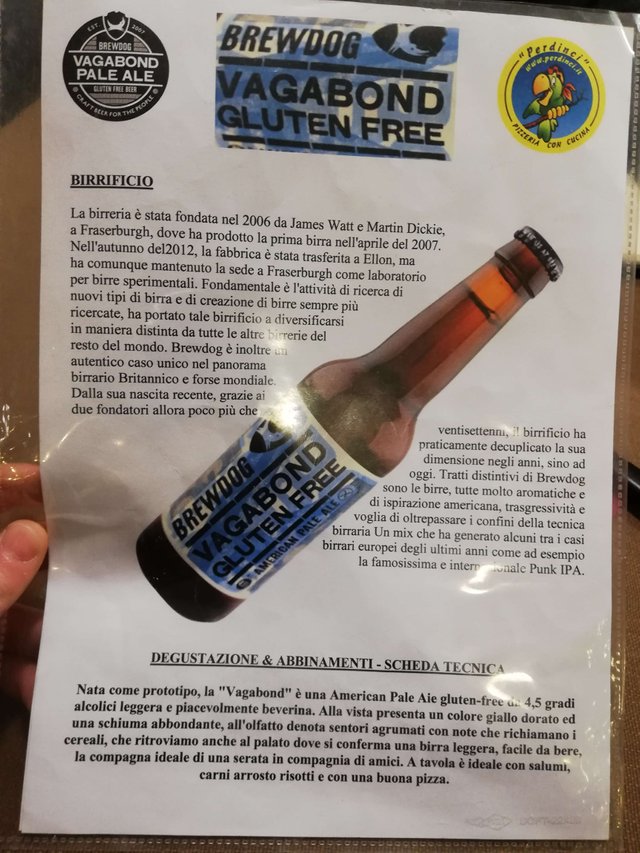 EST. 2007
BREWDOG
VAGABOND
PALE ALE
GLUTEN FREE BEER
CRAFT BEER FOR THE PEOPLE
BREWDOG
VAGABOND
GLUTEN FREE
"Perdinci"
www.perdinci.it
PIZZERIA CON CUCINA
BIRRIFICIO
La birreria è stata fondata nel 2006 da James Watt e Martin Dickie,
a Fraserburgh, dove ha prodotto la prima birra nell'aprile del 2007.
Nell'autunno del2012, la fabbrica è stata trasferita a Ellon, ma
ha comunque mantenuto la sede a Fraserburgh come laboratorio
per birre sperimentali. Fondamentale è l'attività di ricerca di
nuovi tipi di birra e di creazione di birre sempre più
ricercate, ha portato tale birrificio a diversificarsi
in maniera distinta da tutte le altre birrerie del
resto del mondo. Brewdog è inoltre un
autentico caso unico nel panorama
birrario Britannico e forse mondiale.
Dalla sua nascita recente, grazie ai
due fondatori allora poco più che
ventisettenni, il birrificio ha
praticamente decuplicato la sua
dimensione negli anni, sino ad
oggi. Tratti distintivi di Brewdog
sono le birre, tutte molto aromatiche e
di ispirazione americana, trasgressività e
voglia di oltrepassare i confini della tecnica
birraria Un mix che ha generato alcuni tra i casi
birrari europei degli ultimi anni come ad esempio
la famosissima e internazionale Punk IPA.
BREWDOG
VAGABOND
GLUTEN FREE
AMERICAN PALE ALE
DEGUSTAZIONE & ABBINAMENTI - SCHEDA TECNICA
Nata come prototipo, la "Vagabond" è una American Pale Aie gluten-free da 4,5 gradi
alcolici leggera e piacevolmente beverina. Alla vista presenta un colore giallo dorato ed
una schiuma abbondante, all'olfatto denota sentori agrumati con note che richiamano i
cereali, che ritroviamo anche al palato dove si conferma una birra leggera, facile da bere,
la compagna ideale di una serata in compagnia di amici. A tavola è ideale con salumi,
carni arrosto risotti e con una buona pizza.